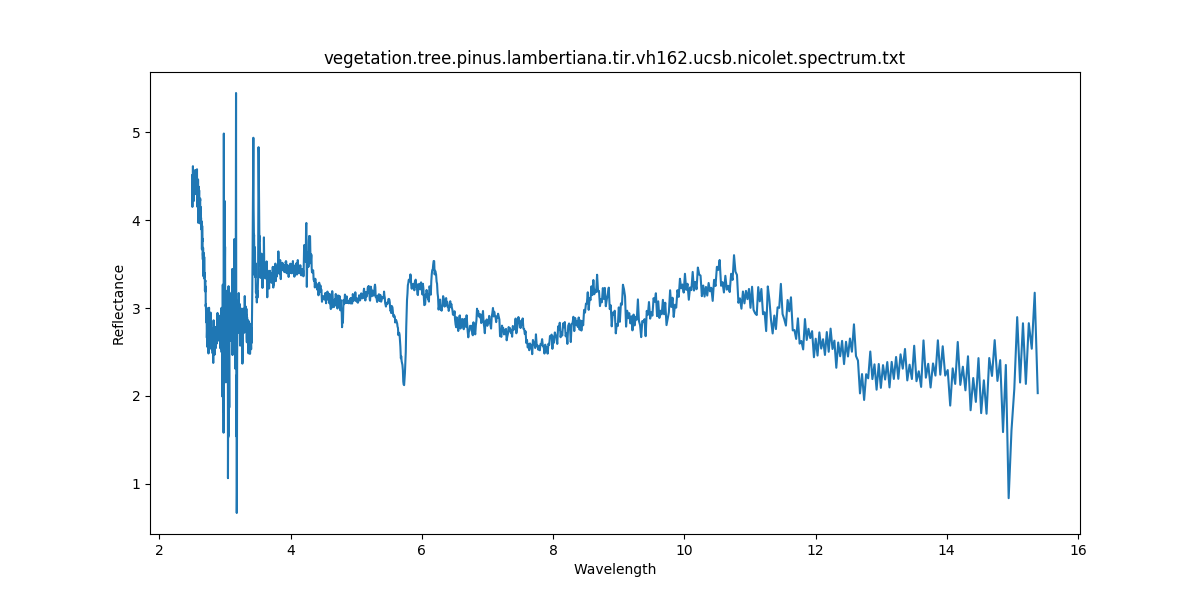 vegetation.tree.pinus.lambertiana.tir.vh162.ucsb.nicolet.spectrum.txt
Reflectance
5
4
3
2
1
2 4 6 8 10 12 14 16
Wavelength